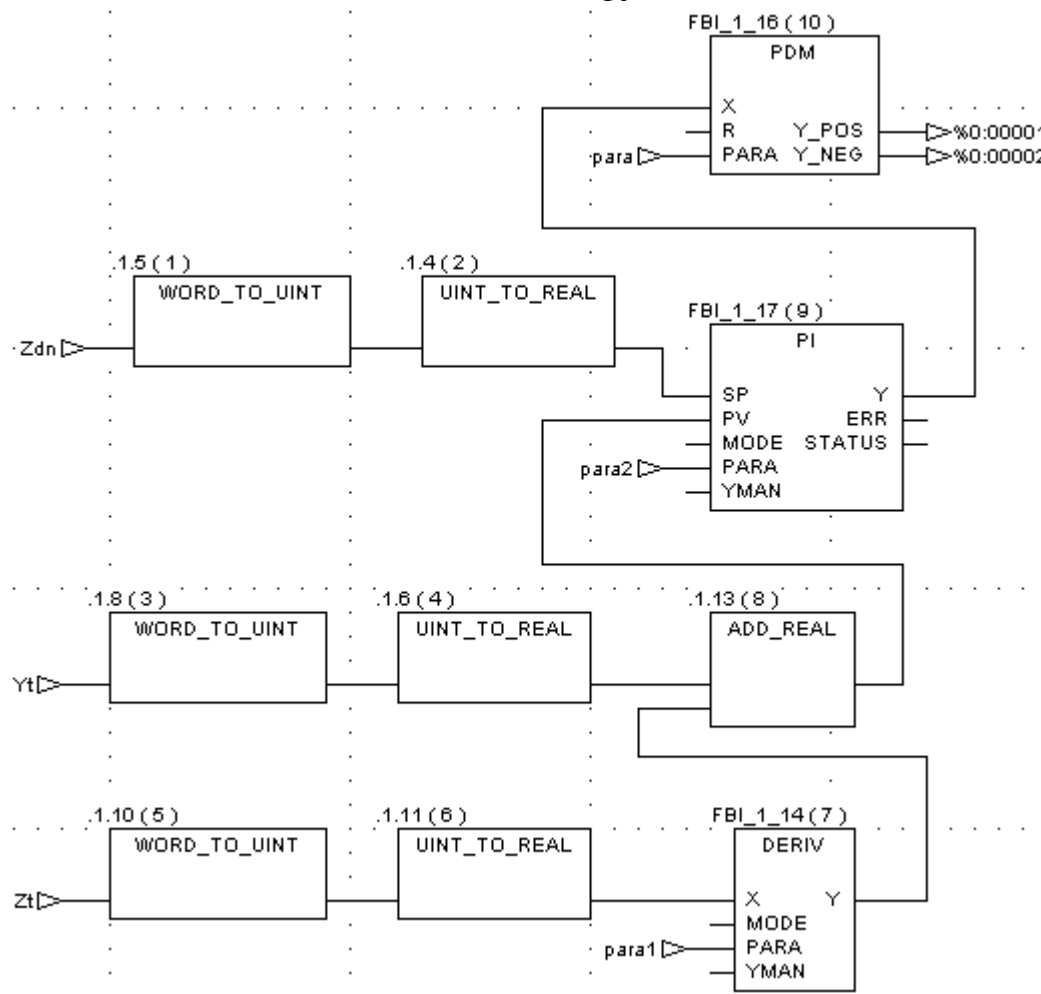 FBI_1_16(10)
PDM
X
R Y_POS %0:00001
para PARA Y_NEG %0:00002
.1.5(1) .1.4(2)
WORD_TO_UINT UINT_TO_REAL
FBI_1_17(9)
PI
Zdn
SP Y
PV ERR
MODE STATUS
para2 PARA
YMAN
.1.8(3) .1.6(4) .1.13(8)
WORD_TO_UINT UINT_TO_REAL ADD_REAL
Yt
.1.10(5) .1.11(6) FBI_1_14(7)
WORD_TO_UINT UINT_TO_REAL DERIV
Zt X Y
MODE
para1 PARA
YMAN